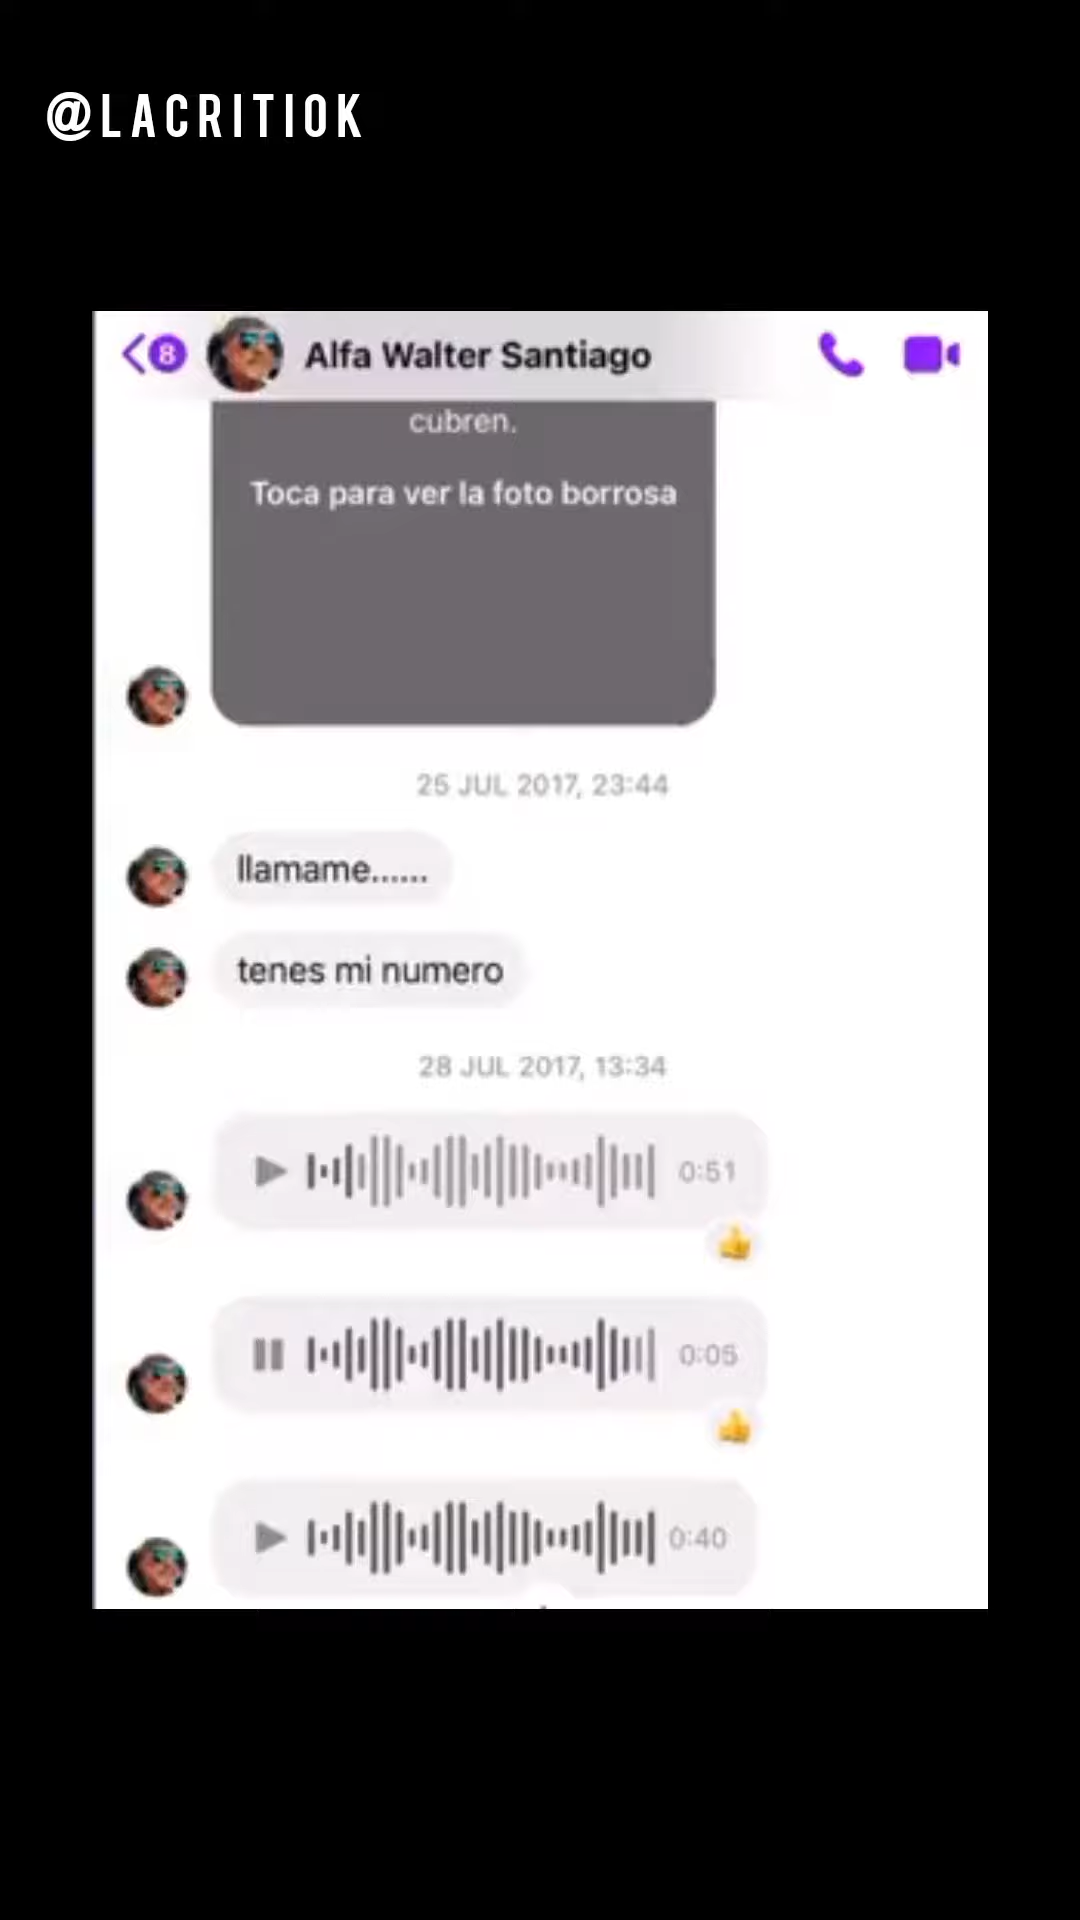 @LACRITIOK
8
Alfa Walter Santiago
cubren.
Toca para ver la foto borrosa
25 JUL 2017, 23:44
llamame......
tenes mi numero
28 JUL 2017, 13:34
0:51
0:05
0:40